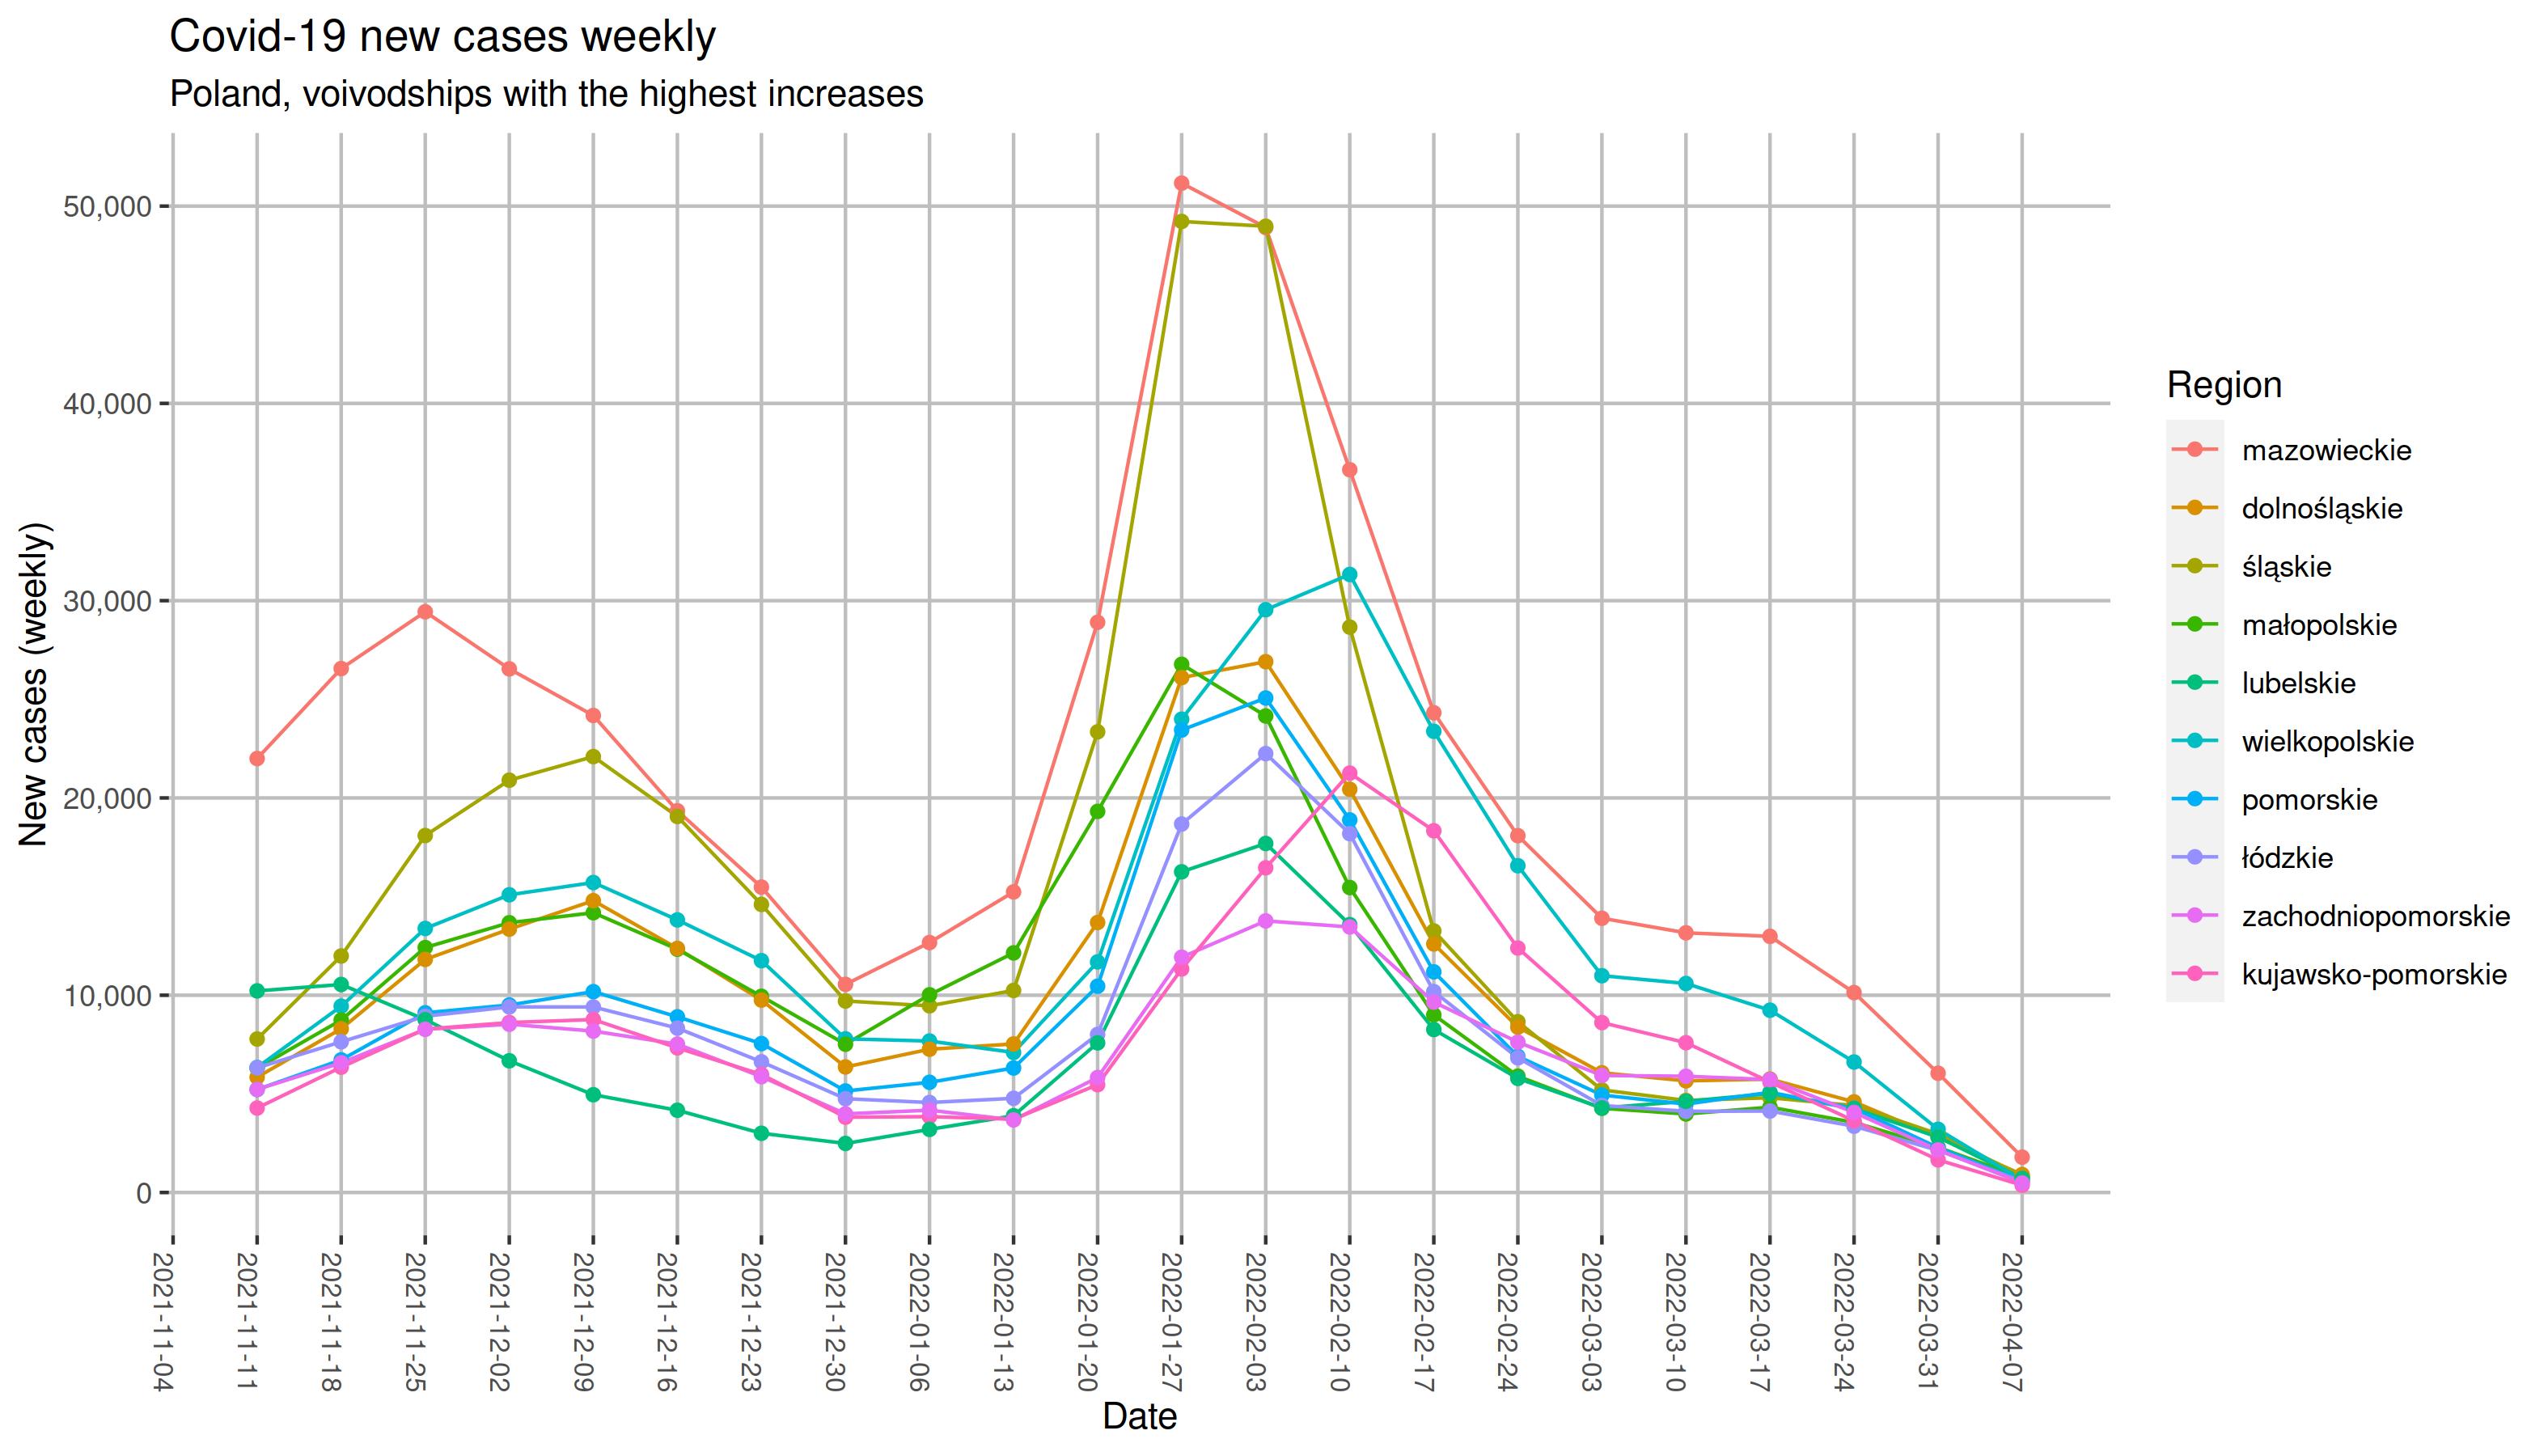 Covid-19 new cases weekly
Poland, voivodships with the highest increases
New cases (weekly)
50,000
40,000
30,000
20,000
10,000
0
2021-11-04
2021-11-11
2021-11-18
2021-11-25
2021-12-02
2021-12-09
2021-12-16
2021-12-23
2021-12-30
2022-01-06
2022-01-13
2022-01-20
2022-01-27
2022-02-03
2022-02-10
2022-02-17
2022-02-24
2022-03-03
2022-03-10
2022-03-17
2022-03-24
2022-03-31
2022-04-07
Date
Region
mazowieckie
dolnośląskie
śląskie
małopolskie
lubelskie
wielkopolskie
pomorskie
łódzkie
zachodniopomorskie
kujawsko-pomorskie